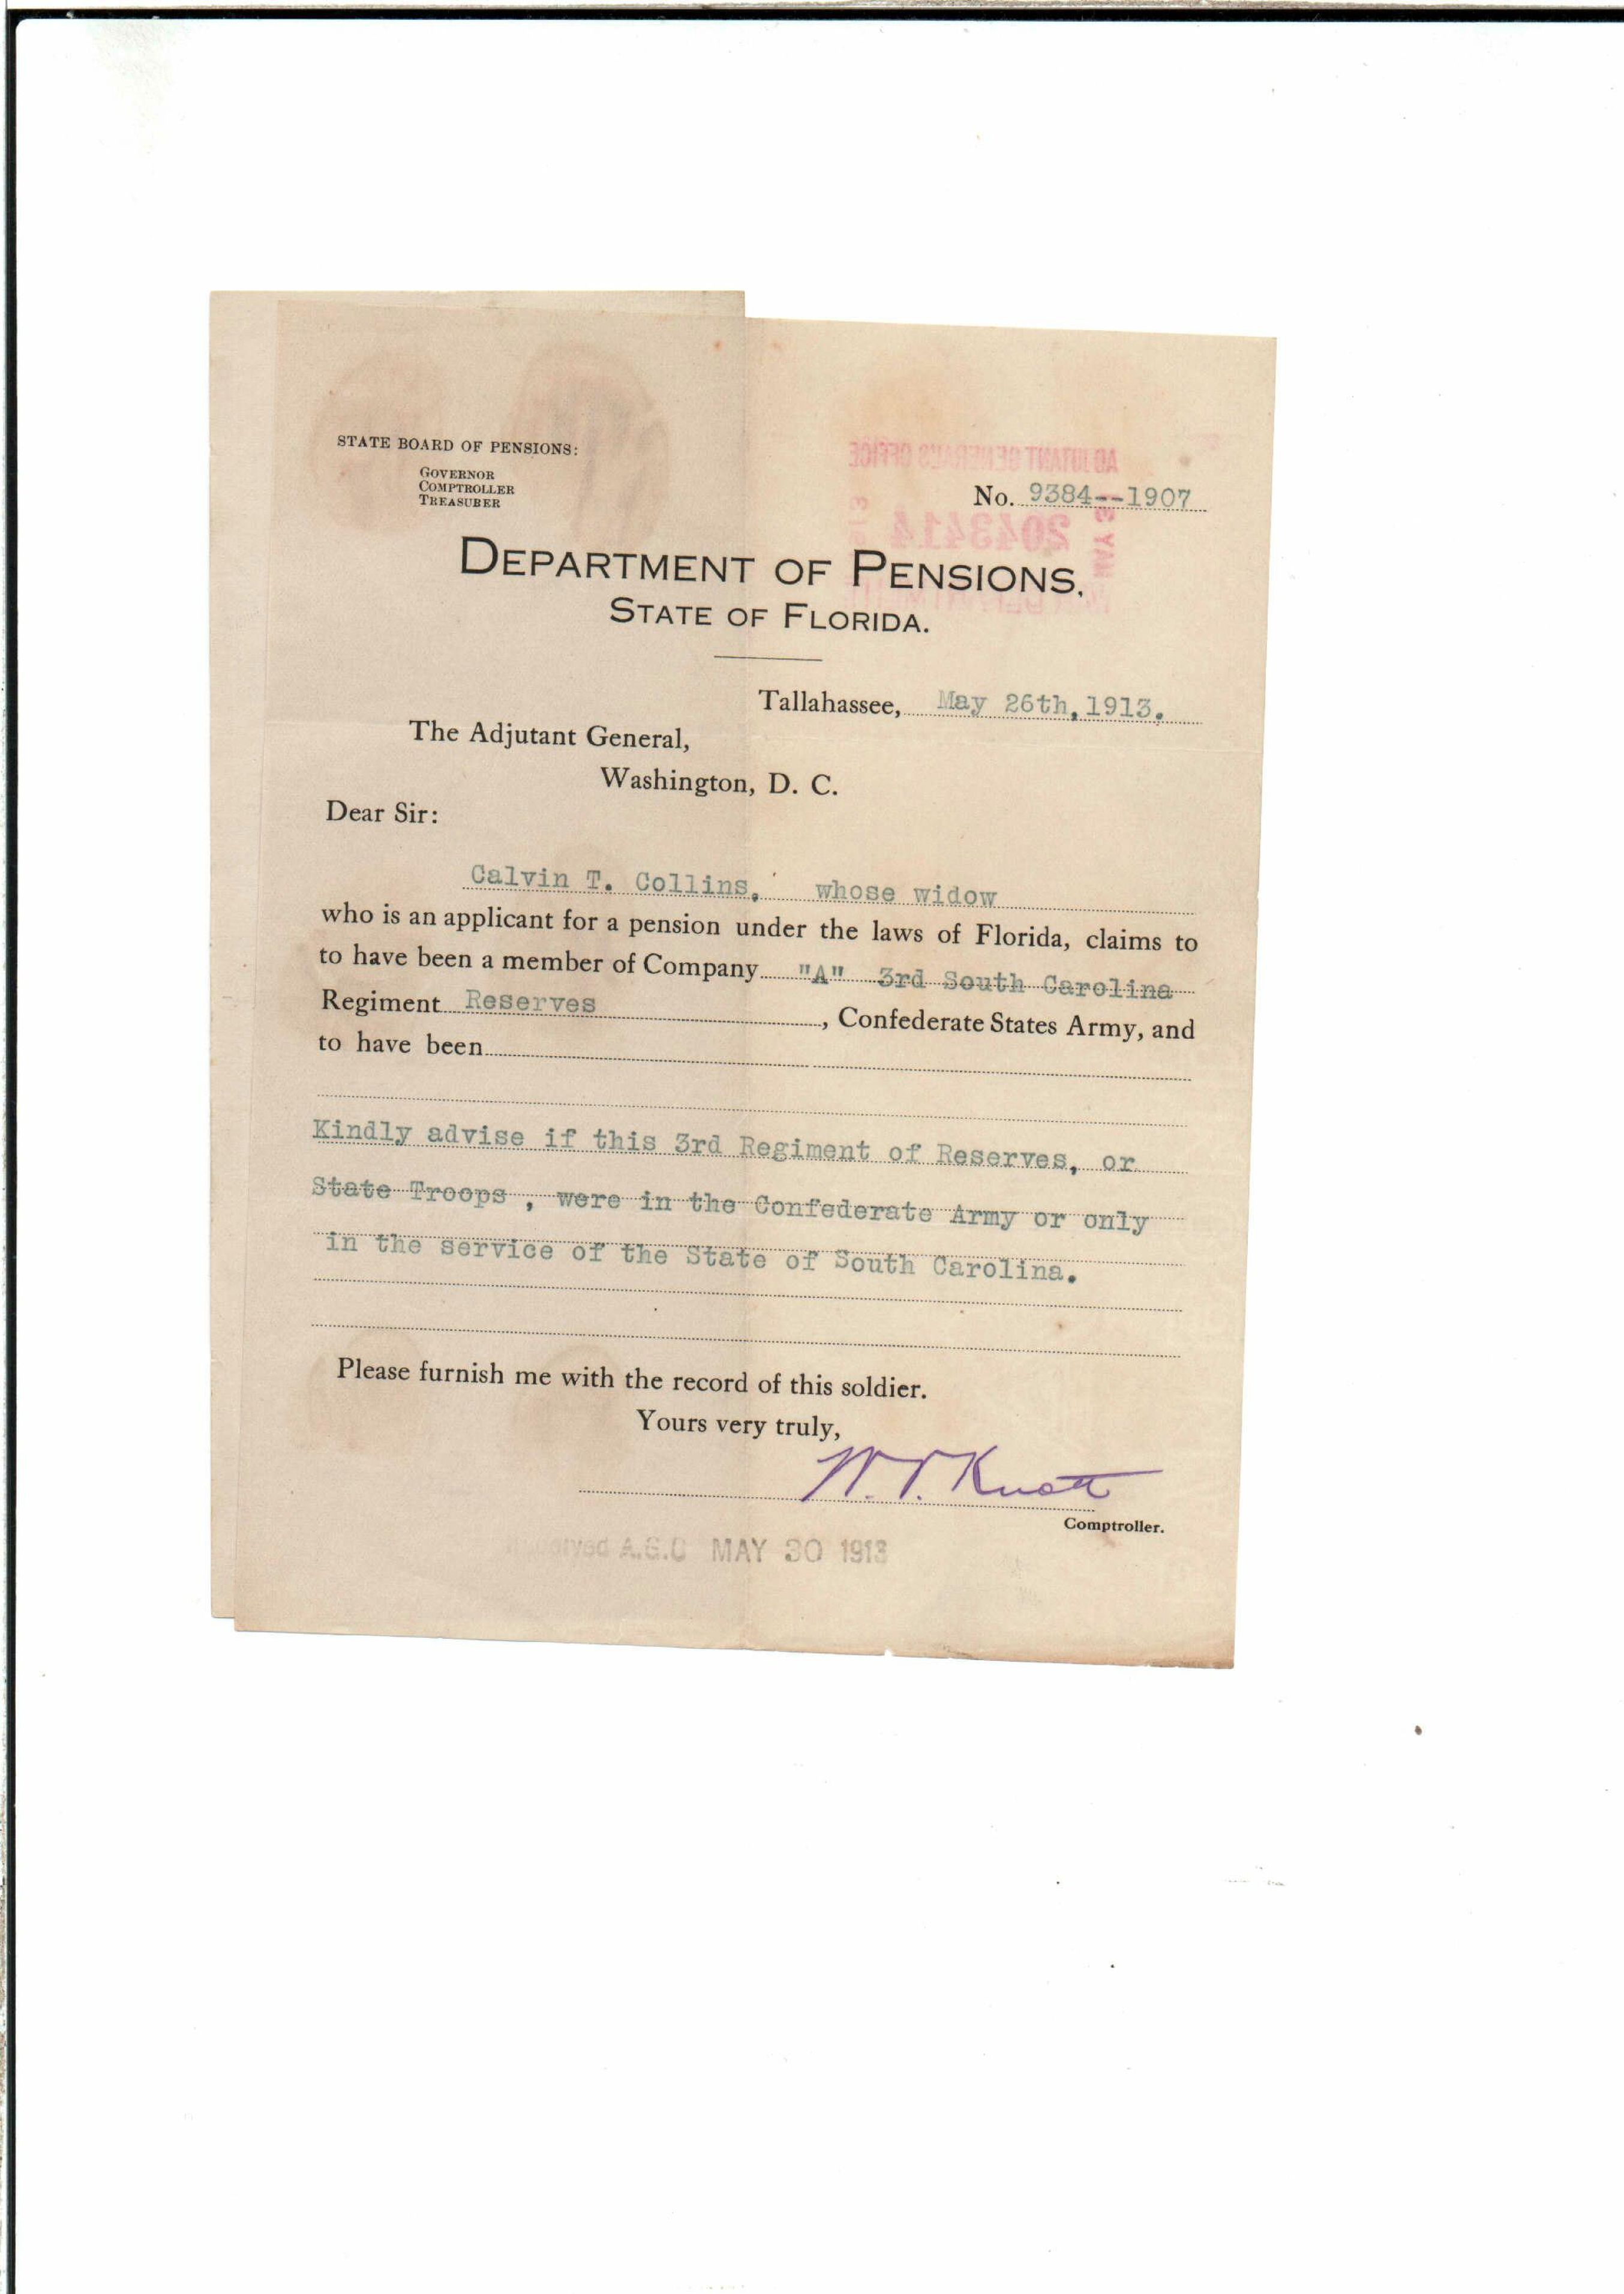 STATE BOARD OF PENSIONS:
GOVERNOR
COMPTROLLER
TREASURER
ADJUTANT GENERAL'S OFFICE
No. 9384--1907
2043414
DEPARTMENT OF PENSIONS,
STATE OF FLORIDA.
Tallahassee, May 26th, 1913.
The Adjutant General,
Washington, D. C.
Dear Sir:
Calvin T. Collins, whose widow
who is an applicant for a pension under the laws of Florida, claims to
to have been a member of Company "A" 3rd South Carolina
Regiment Reserves, Confederate States Army, and
to have been
Kindly advise if this 3rd Regiment of Reserves, or
State Troops, were in the Confederate Army or only
in the service of the State of South Carolina.
Please furnish me with the record of this soldier.
Yours very truly,
W. V. Knott
Comptroller.
Received A.G.O MAY 30 1913